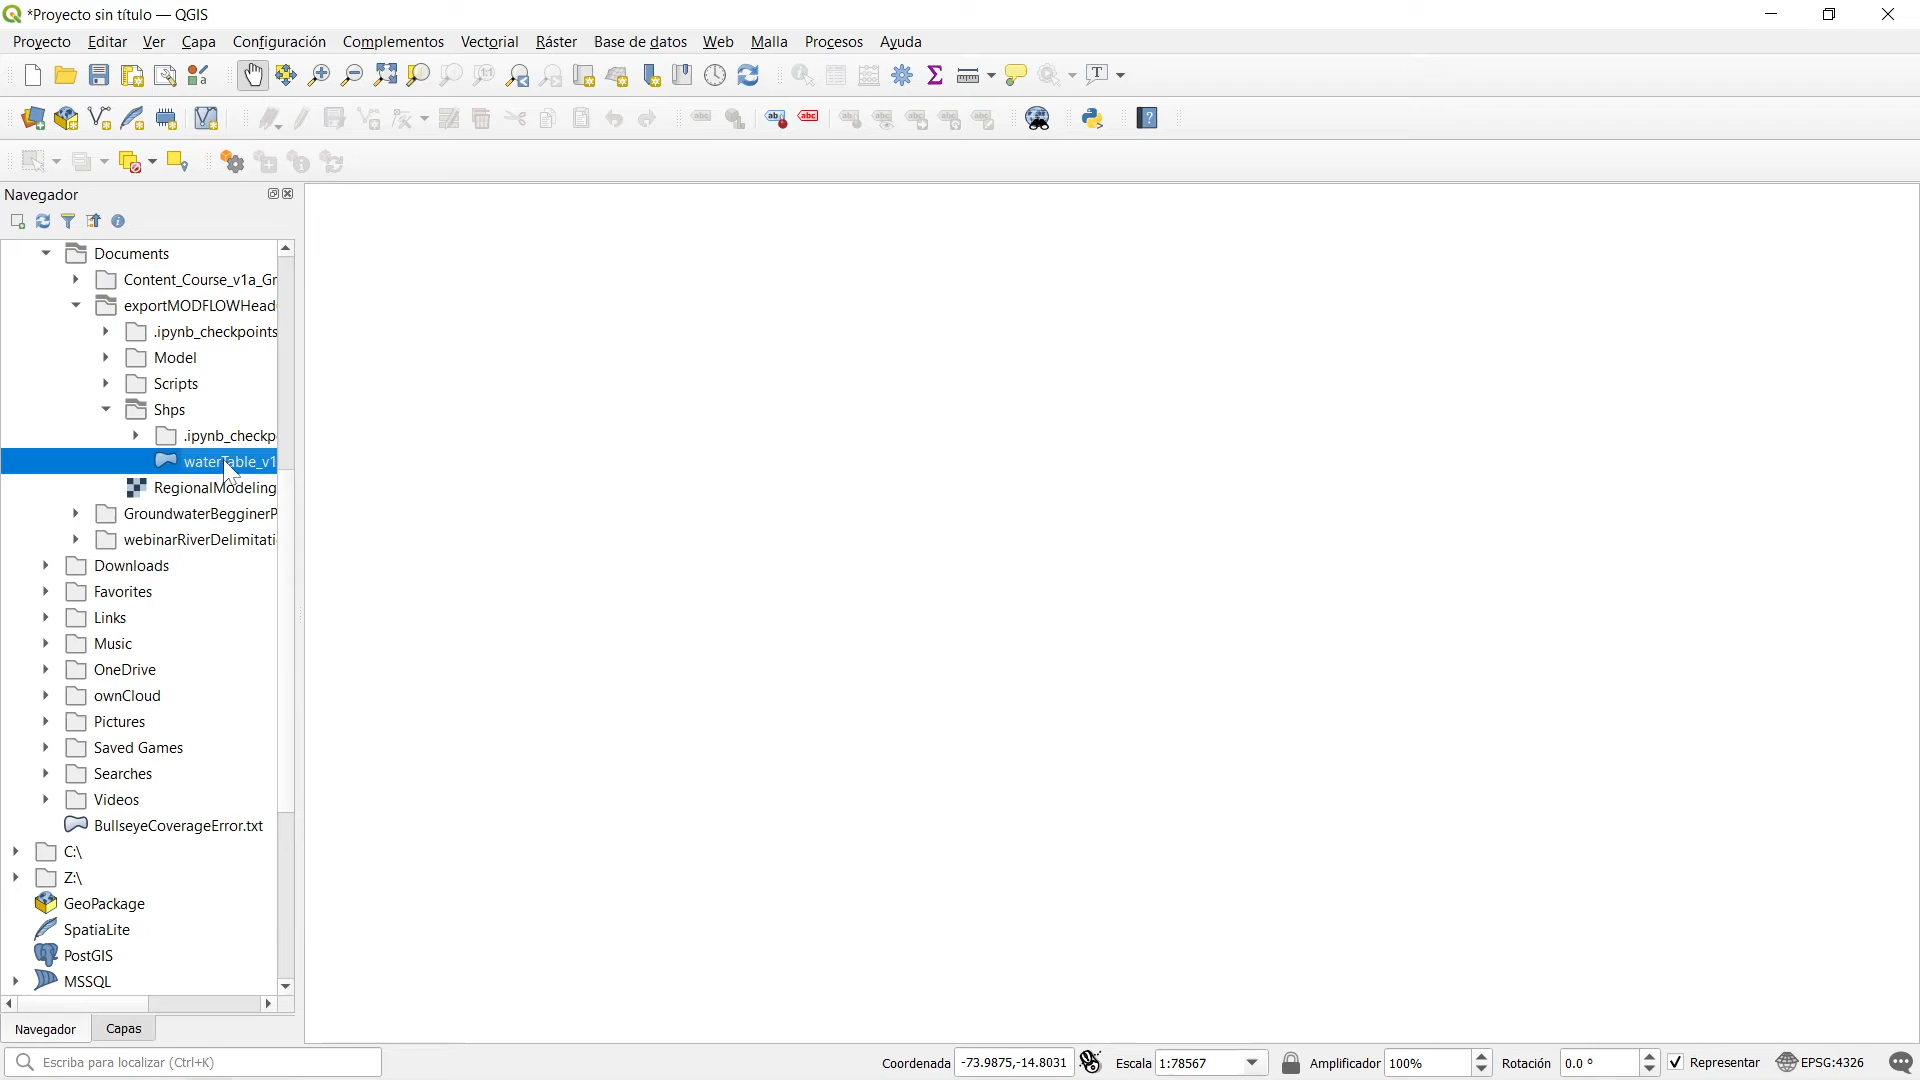 *Proyecto sin título — QGIS
Proyecto Editar Ver Capa Configuración Complementos Vectorial Ráster Base de datos Web Malla Procesos Ayuda
Navegador
Documents
Content_Course_v1a_Gr
exportMODFLOWHead
.ipynb_checkpoints
Model
Scripts
Shps
.ipynb_checkp
waterTable_v1
RegionalModeling
GroundwaterBegginerP
webinarRiverDelimitati
Downloads
Favorites
Links
Music
OneDrive
ownCloud
Pictures
Saved Games
Searches
Videos
BullseyeCoverageError.txt
C:\
Z:\
GeoPackage
SpatiaLite
PostGIS
MSSQL
Navegador Capas
Escriba para localizar (Ctrl+K) Coordenada -73.9875,-14.8031 Escala 1:78567 Amplificador 100% Rotación 0.0 ° Representar EPSG:4326